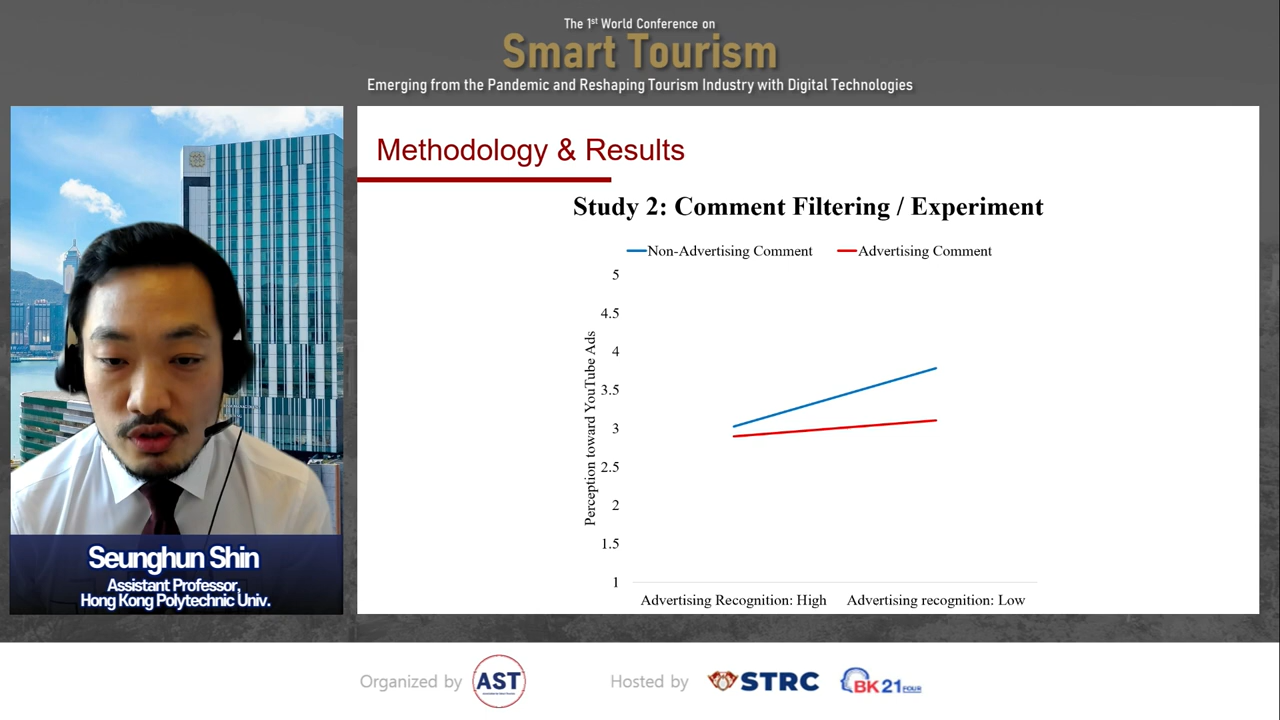 The 1st World Conference on
Smart Tourism
Emerging from the Pandemic and Reshaping Tourism Industry with Digital Technologies
Methodology & Results
Study 2: Comment Filtering / Experiment
Non-Advertising Comment
Advertising Comment
Perception toward YouTube Ads
5
4.5
4
3.5
3
2.5
2
1.5
1
Advertising Recognition: High
Advertising recognition: Low
Seunghun Shin
Assistant Professor,
Hong Kong Polytechnic Univ.
Organized by
AST
Hosted by
STRC
BK21 FOUR